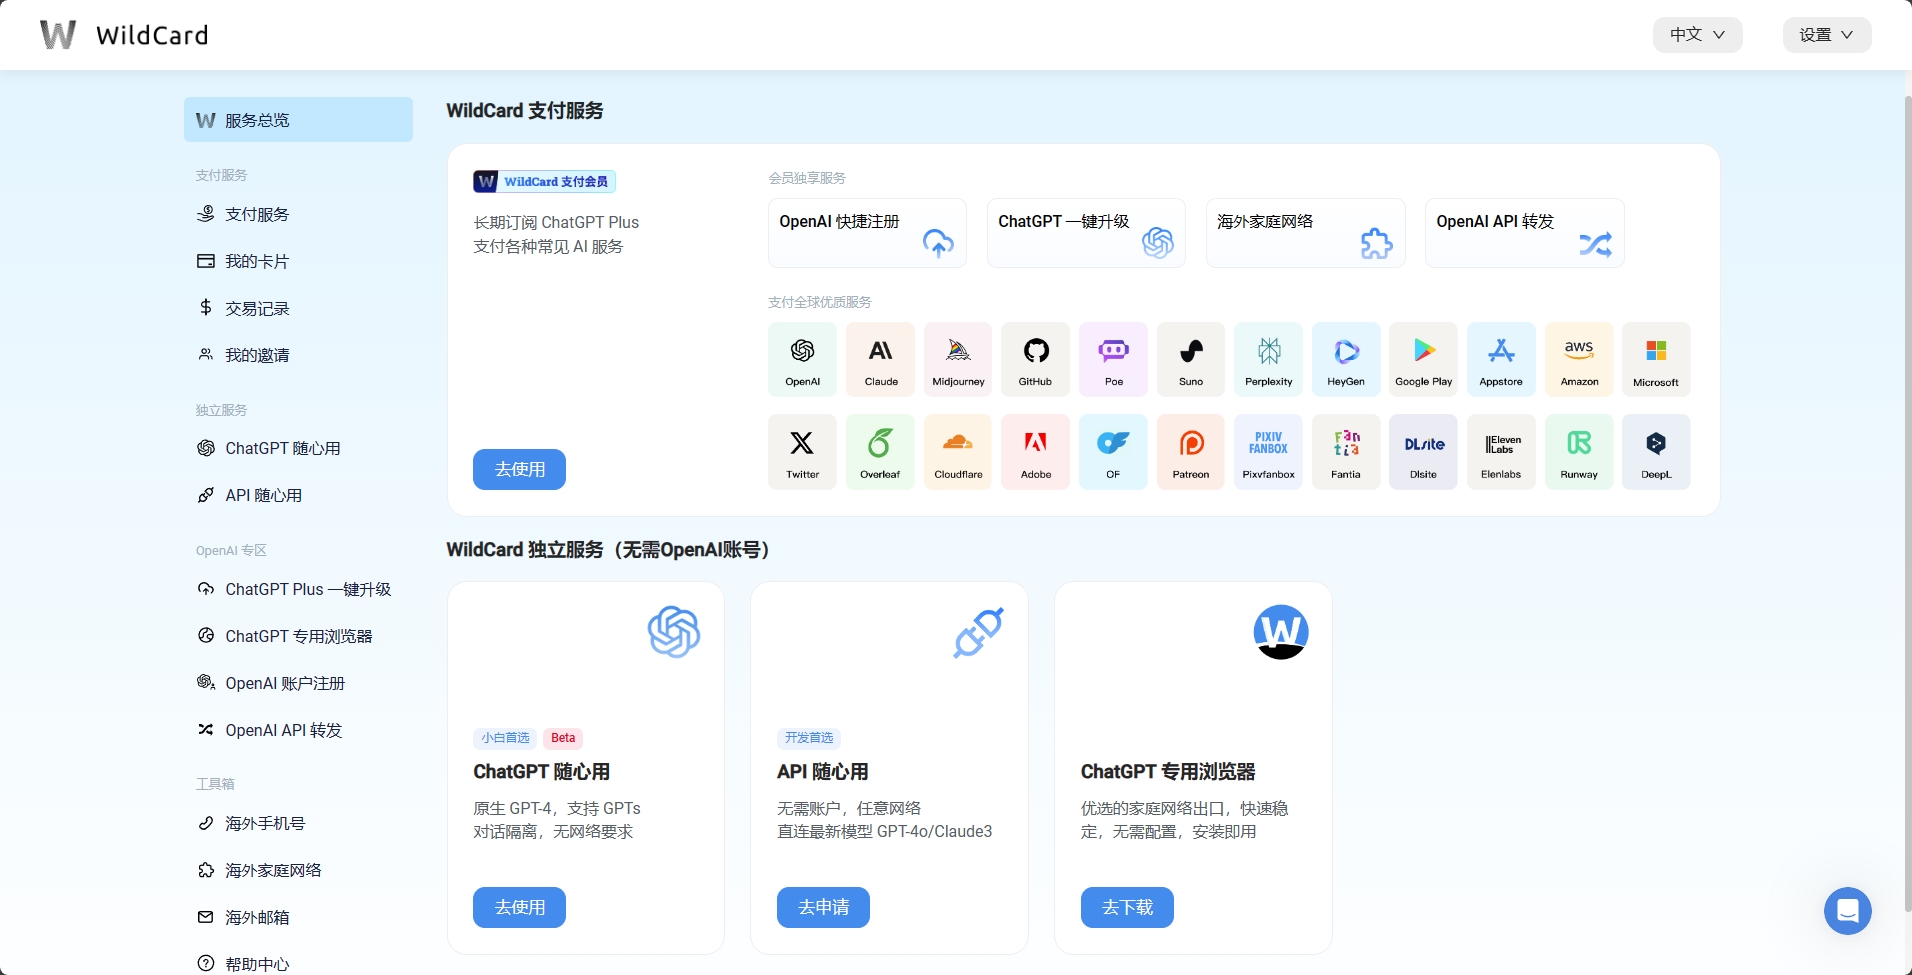 WildCard
中文
设置
服务总览
支付服务
支付服务
我的卡片
交易记录
我的邀请
独立服务
ChatGPT 随心用
API 随心用
OpenAI 专区
ChatGPT Plus 一键升级
ChatGPT 专用浏览器
OpenAI 账户注册
OpenAI API 转发
工具箱
海外手机号
海外家庭网络
海外邮箱
帮助中心
WildCard 支付服务
WildCard 支付会员
长期订阅 ChatGPT Plus
支付各种常见 AI 服务
去使用
会员独享服务
OpenAI 快捷注册
ChatGPT 一键升级
海外家庭网络
OpenAI API 转发
支付全球优质服务
OpenAI
Claude
Midjourney
GitHub
Poe
Suno
Perplexity
HeyGen
Google Play
Appstore
aws
Amazon
Microsoft
Twitter
Overleaf
Cloudflare
Adobe
OF
Patreon
PIXIV
FANBOX
Pixvfanbox
Fantia
Fantia
DLsite
Dlsite
IIEleven
Labs
Elenlabs
Runway
DeepL
WildCard 独立服务（无需OpenAI账号）
小白首选
Beta
ChatGPT 随心用
原生 GPT-4，支持 GPTs
对话隔离，无网络要求
去使用
开发首选
API 随心用
无需账户，任意网络
直连最新模型 GPT-4o/Claude3
去申请
W
ChatGPT 专用浏览器
优选的家庭网络出口，快速稳
定，无需配置，安装即用
去下载